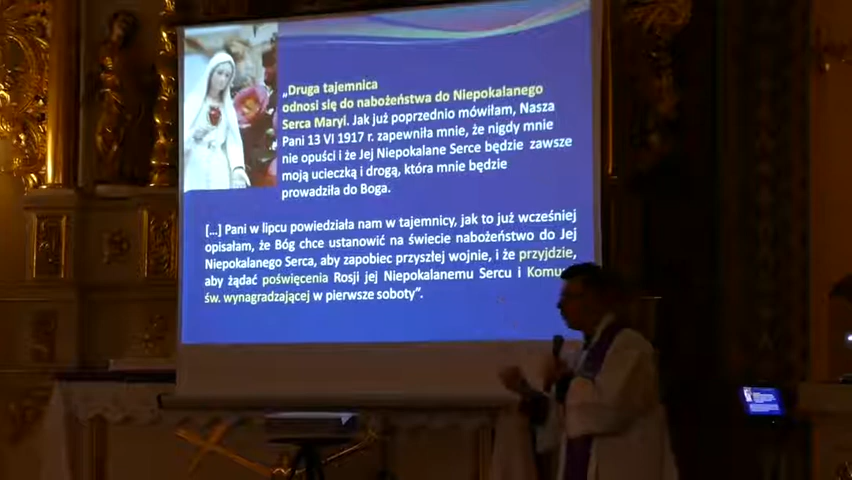 „Druga tajemnica
odnosi się do nabożeństwa do Niepokalanego
Serca Maryi. Jak już poprzednio mówiłam, Nasza
Pani 13 VI 1917 r. zapewniła mnie, że nigdy mnie
nie opuści i że Jej Niepokalane Serce będzie zawsze
moją ucieczką i drogą, która mnie będzie
prowadziła do Boga.
[...] Pani w lipcu powiedziała nam w tajemnicy, jak to już wcześniej
opisałam, że Bóg chce ustanowić na świecie nabożeństwo do Jej
Niepokalanego Serca, aby zapobiec przyszłej wojnie, i że przyjdzie,
aby żądać poświęcenia Rosji jej Niepokalanemu Sercu i Komu
św. wynagradzającej w pierwsze soboty”.